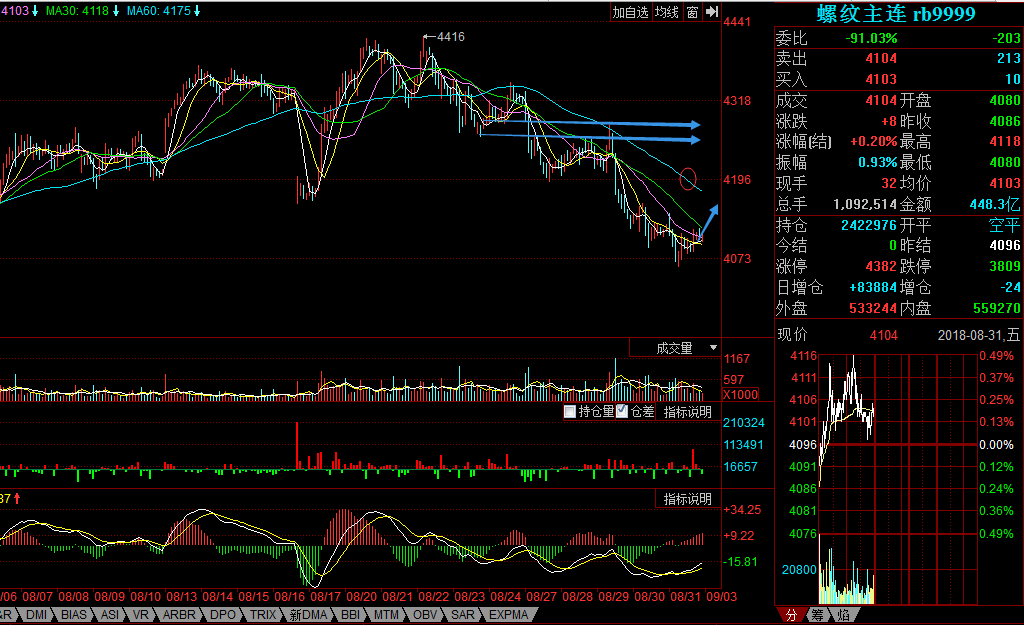 4103↓ MA30: 4118↓ MA60: 4175↓
加自选 均线 窗
4441
←4416
4318
4196
4073
成交量
1167
597
X1000
持仓量 仓差 指标说明
210324
113491
16657
37↑
指标说明
+34.25
+9.22
-15.81
/06 08/07 08/08 08/09 08/10 08/13 08/14 08/15 08/16 08/17 08/20 08/21 08/22 08/23 08/24 08/27 08/28 08/29 08/30 08/31 09/03
&R DMI BIAS ASI VR ARBR DPO TRIX 新DMA BBI MTM OBV SAR EXPMA
螺纹主连 rb9999
委比 -91.03% -203
卖出 4104 213
买入 4103 10
成交 4104 开盘 4080
涨跌 +8 昨收 4086
涨幅(结) +0.20% 最高 4118
振幅 0.93% 最低 4080
现手 32 均价 4103
总手 1,092,514 金额 448.3亿
持仓 2422976 开平 空平
今结 0 昨结 4096
涨停 4382 跌停 3809
日增仓 +83884 增仓 -24
外盘 533244 内盘 559270
现价 4104 2018-08-31,五
4116 0.49%
4111 0.37%
4106 0.25%
4101 0.13%
4096 0.00%
4091 0.12%
4086 0.24%
4081 0.36%
4076 0.49%
20800
分 筹 焰